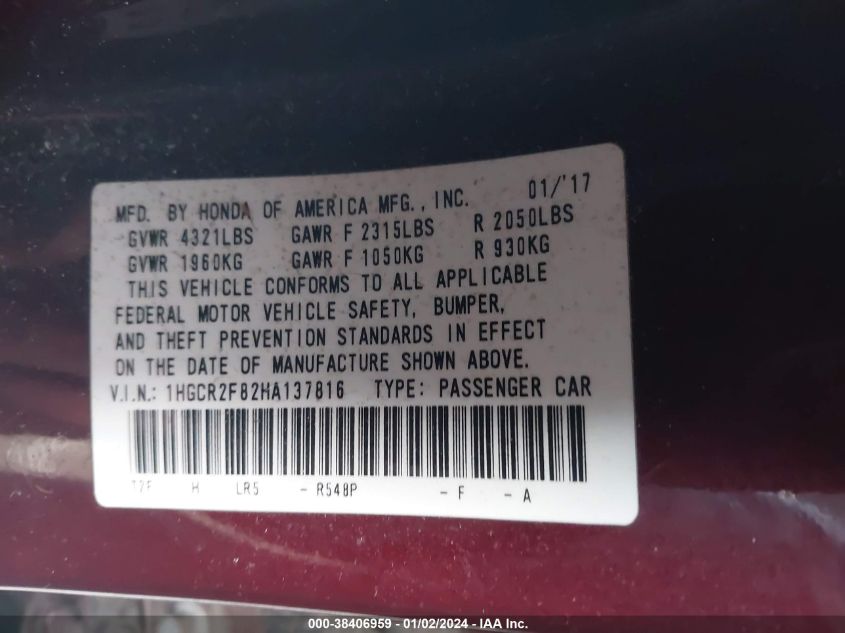 MFD. BY HONDA OF AMERICA MFG., INC. 01/'17
GVWR 4321LBS GAWR F 2315LBS R 2050LBS
GVWR 1960KG GAWR F 1050KG R 930KG
THIS VEHICLE CONFORMS TO ALL APPLICABLE
FEDERAL MOTOR VEHICLE SAFETY, BUMPER,
AND THEFT PREVENTION STANDARDS IN EFFECT
ON THE DATE OF MANUFACTURE SHOWN ABOVE.
V.I.N.: 1HGCR2F82HA137816 TYPE: PASSENGER CAR
T2F H LR5 - R548P - F - A
000-38406959 — 01/02/2024 - IAA Inc.